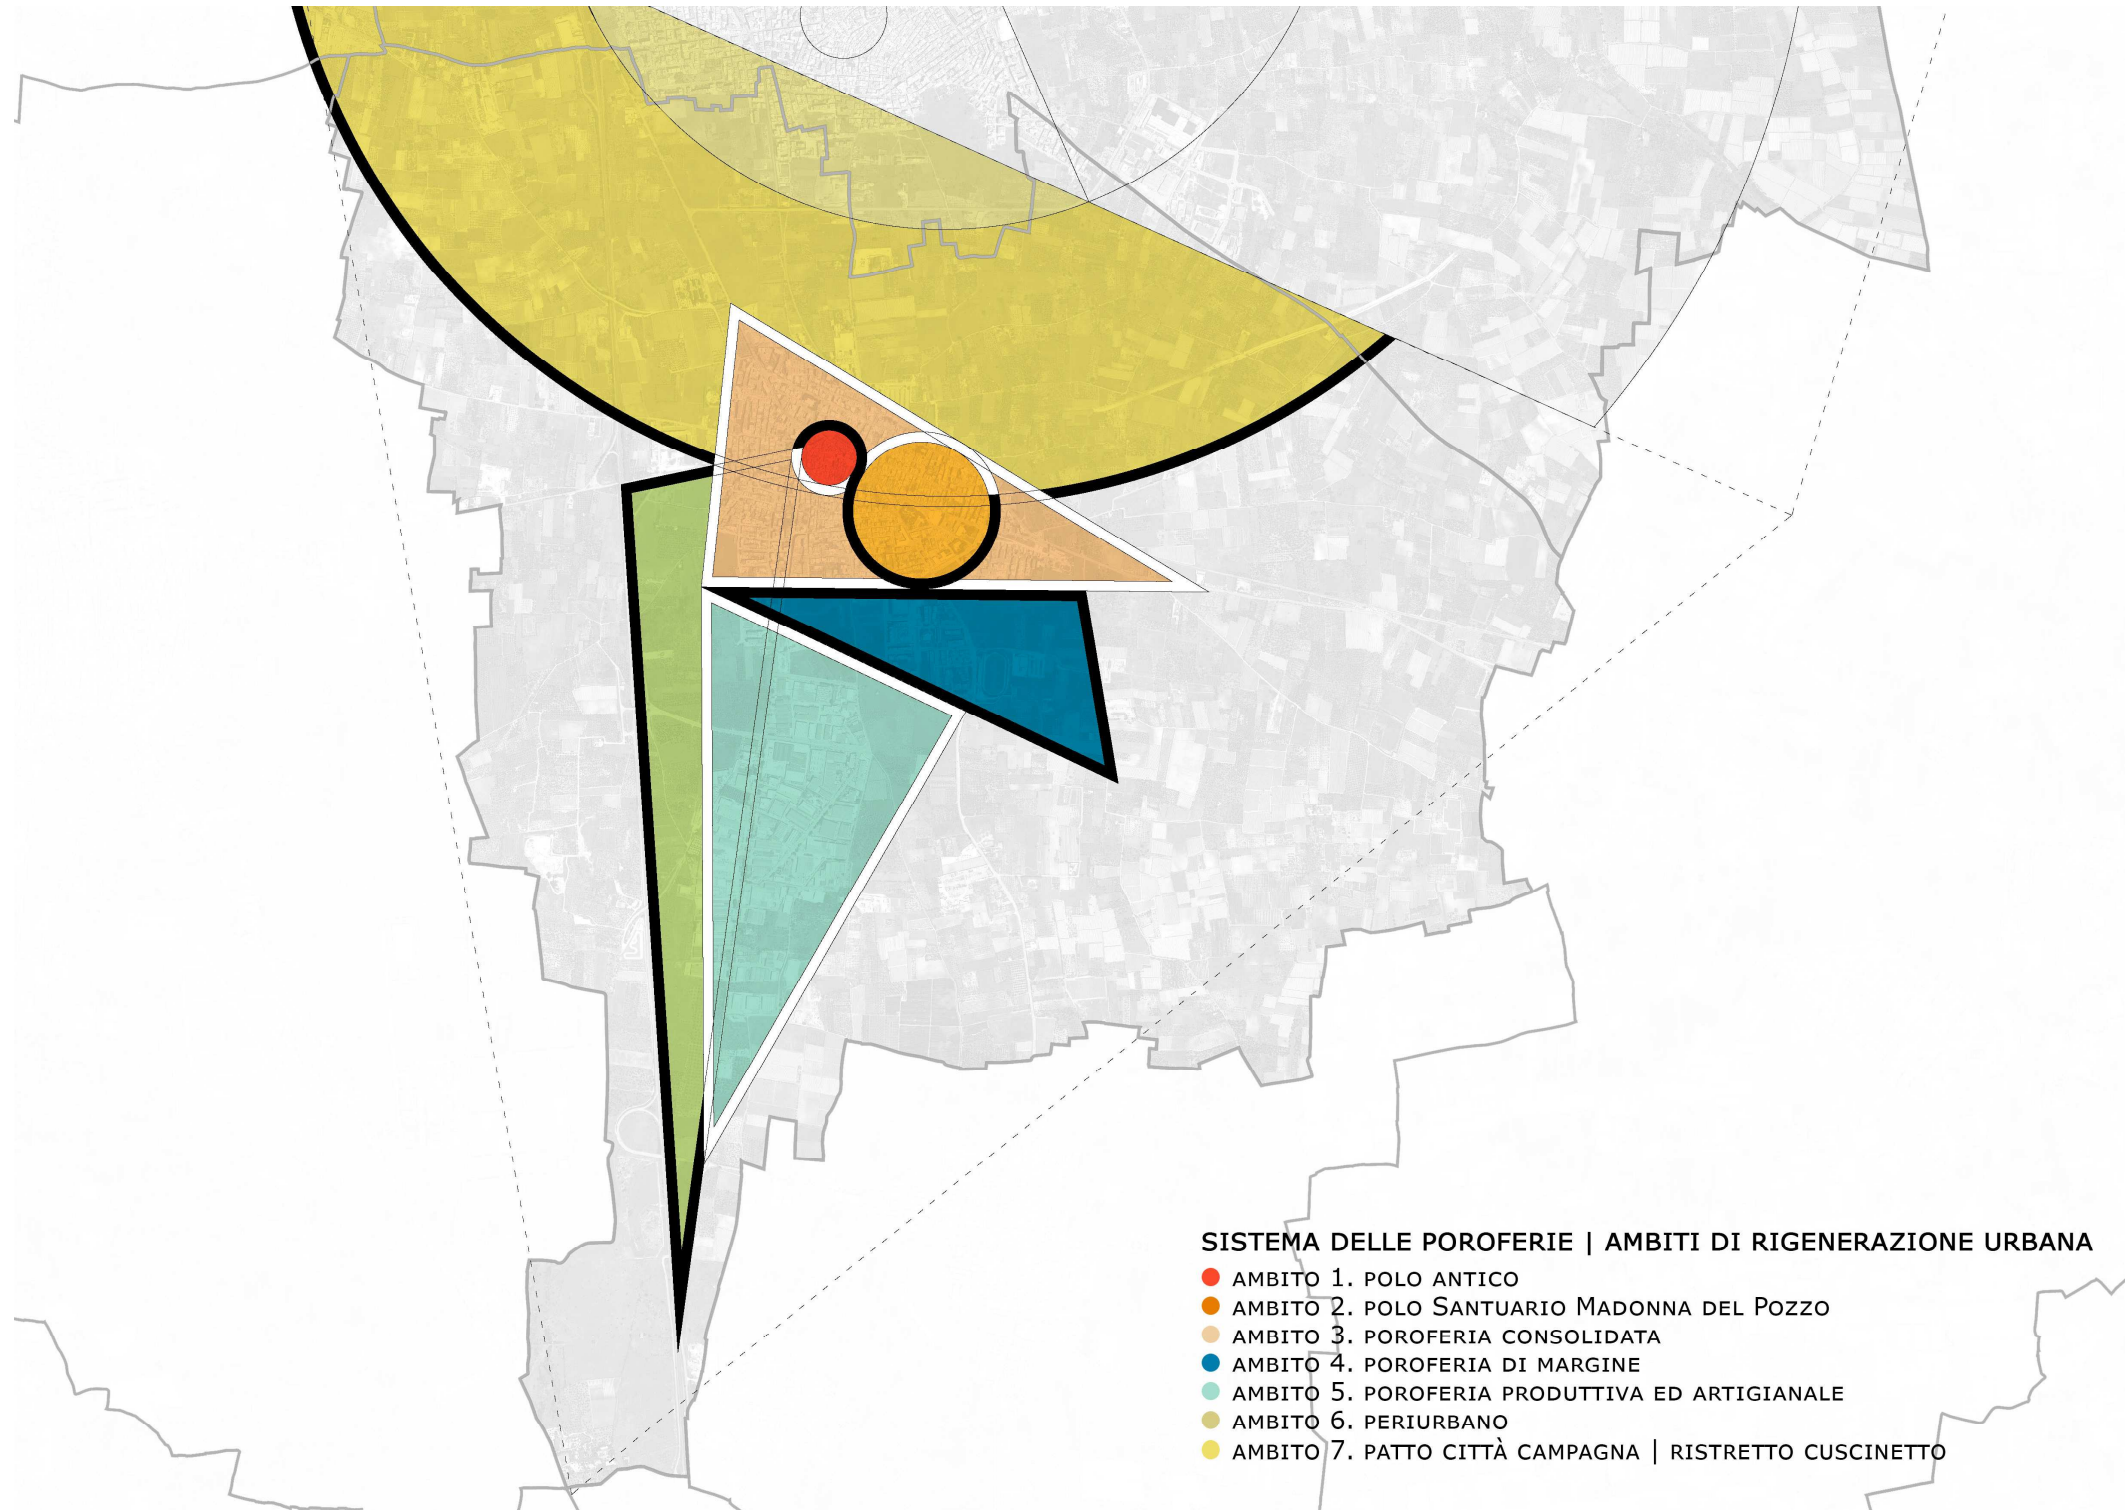 SISTEMA DELLE POROFERIE | AMBITI DI RIGENERAZIONE URBANA
AMBITO 1. POLO ANTICO
AMBITO 2. POLO SANTUARIO MADONNA DEL POZZO
AMBITO 3. POROFERIA CONSOLIDATA
AMBITO 4. POROFERIA DI MARGINE
AMBITO 5. POROFERIA PRODUTTIVA ED ARTIGIANALE
AMBITO 6. PERIURBANO
AMBITO 7. PATTO CITTÀ CAMPAGNA | RISTRETTO CUSCINETTO